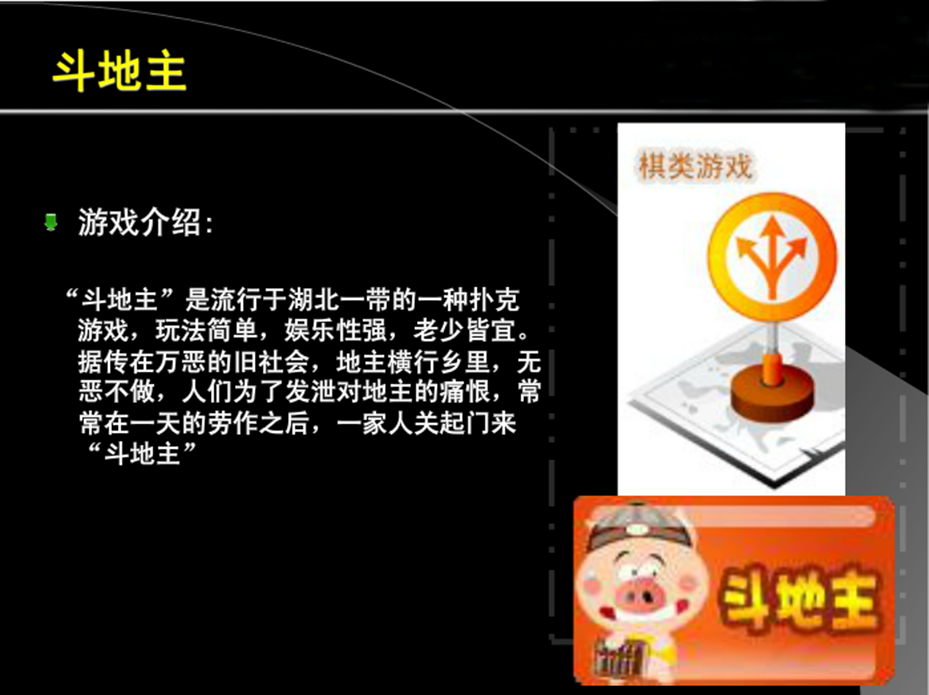 斗地主
棋类游戏
游戏介绍:
“斗地主”是流行于湖北一带的一种扑克
游戏，玩法简单，娱乐性强，老少皆宜。
据传在万恶的旧社会，地主横行乡里，无
恶不做，人们为了发泄对地主的痛恨，常
常在一天的劳作之后，一家人关起门来
“斗地主”
斗地主